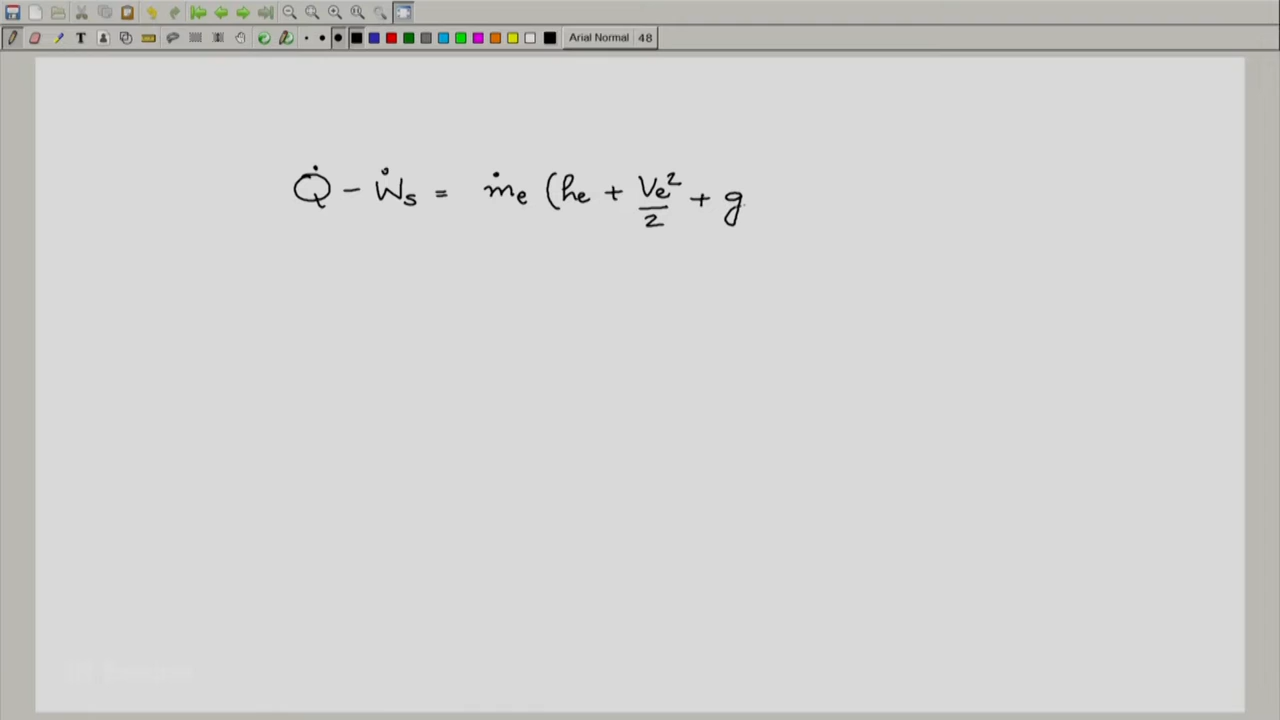 Arial Normal 48
Q̇ − Ẇs = ṁe (he + Ve²/2 + g